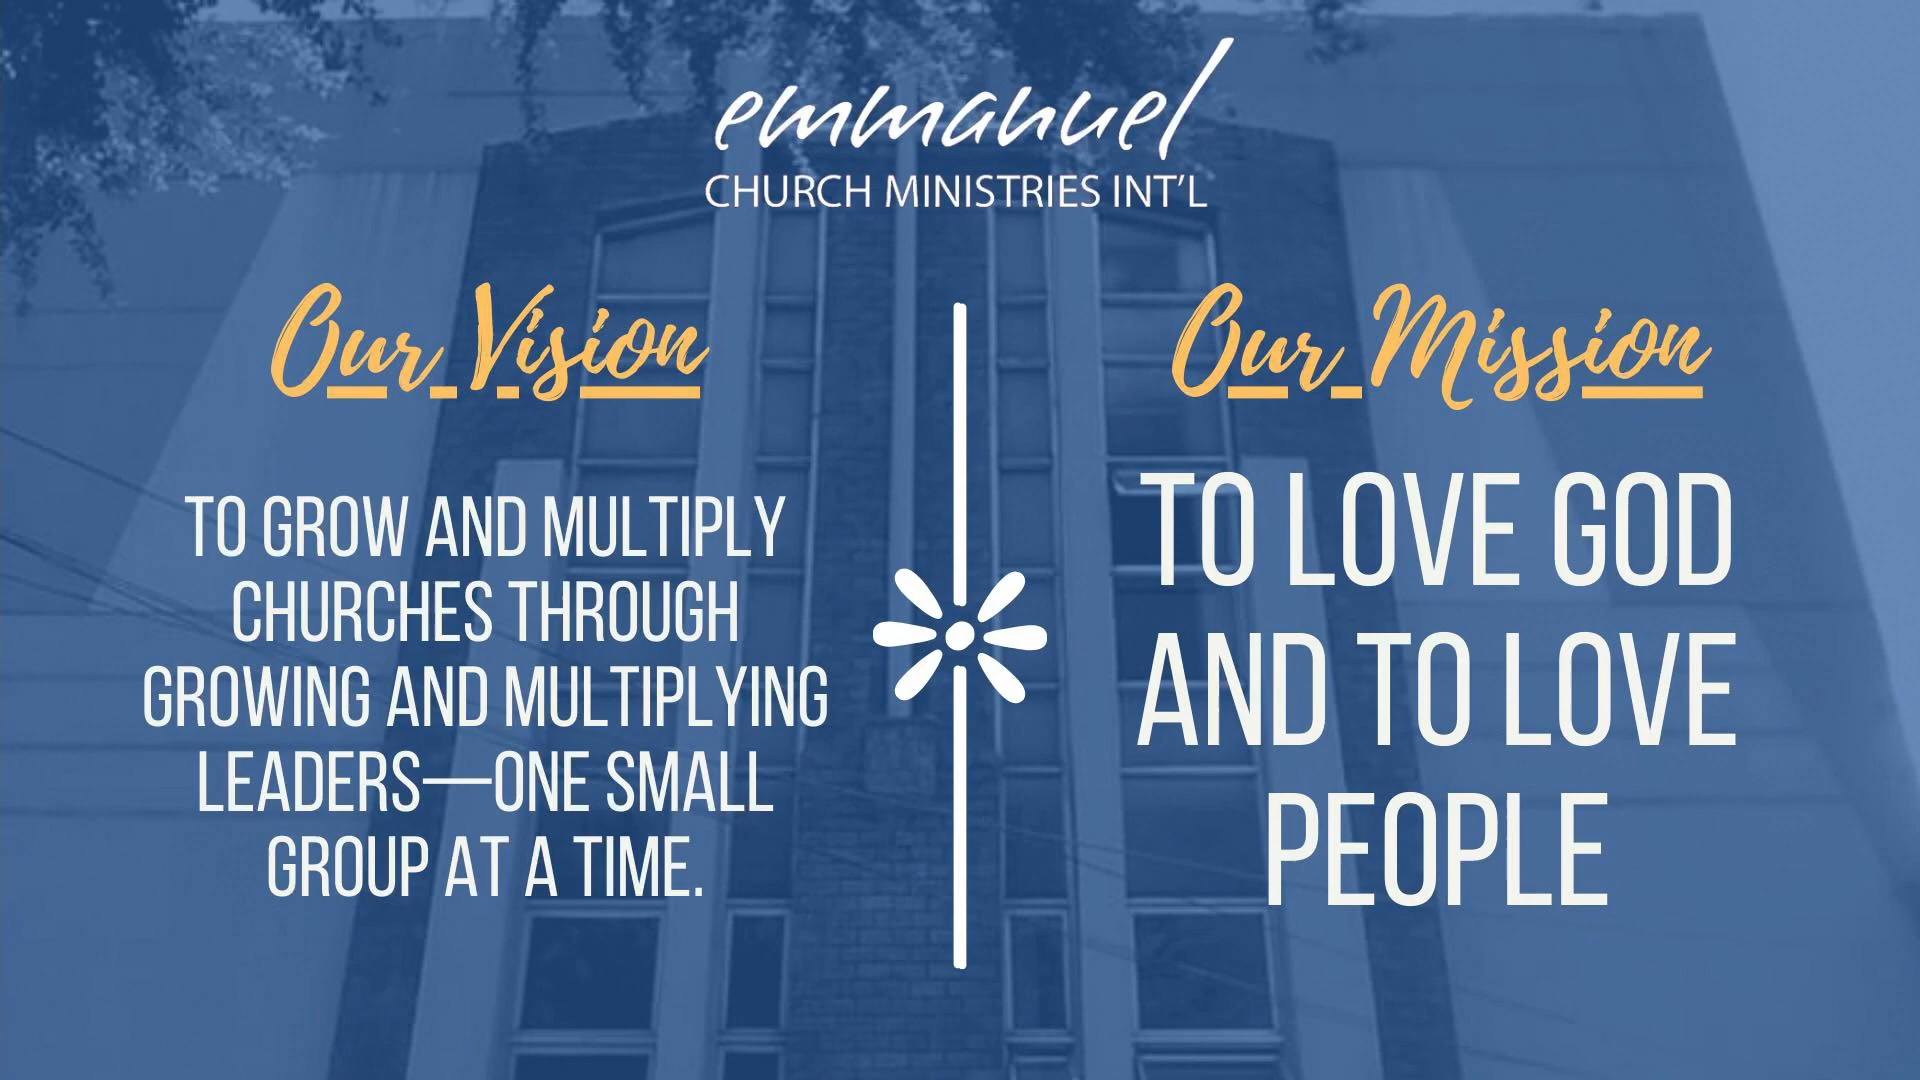 emmanuel
CHURCH MINISTRIES INT'L
Our Vision
TO GROW AND MULTIPLY
CHURCHES THROUGH
GROWING AND MULTIPLYING
LEADERS—ONE SMALL
GROUP AT A TIME.
Our Mission
TO LOVE GOD
AND TO LOVE
PEOPLE